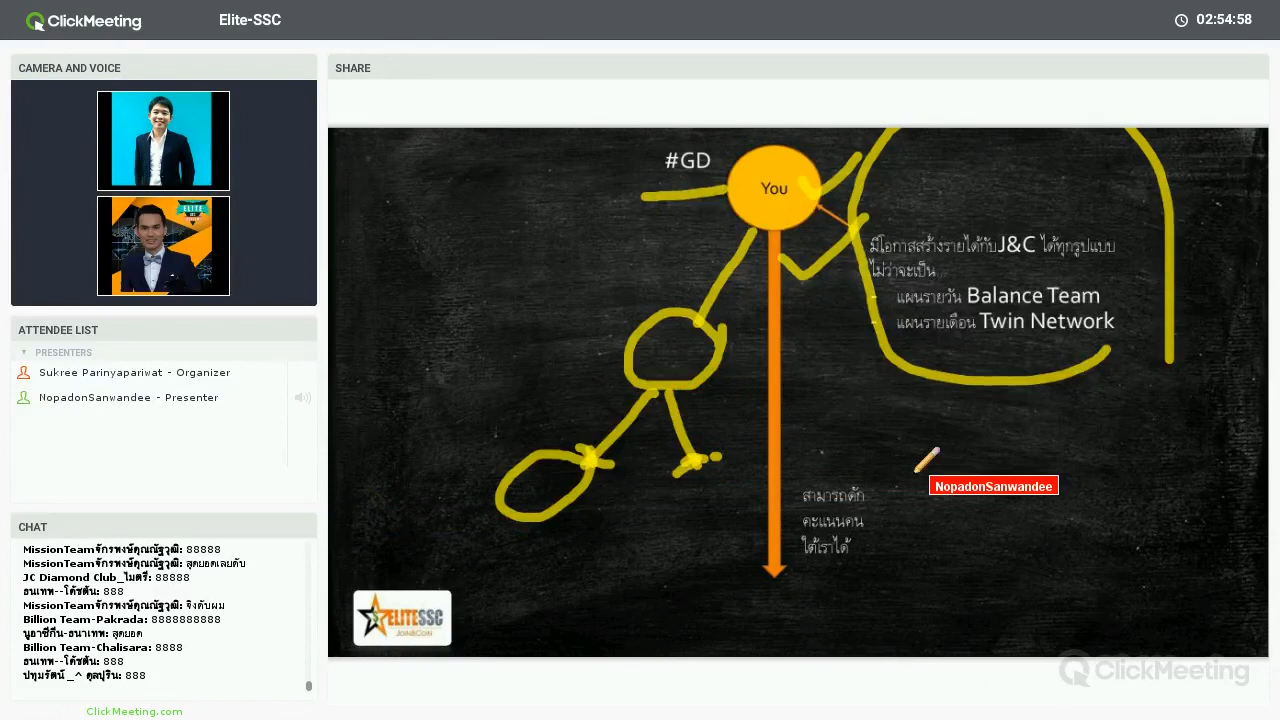 ClickMeeting
Elite-SSC
02:54:58
CAMERA AND VOICE
ELITE
ATTENDEE LIST
PRESENTERS
Sukree Parinyapariwat - Organizer
NopadonSanwandee - Presenter
CHAT
MissionTeamจักรพงษ์คุณณัฐวุฒิ: 88888
MissionTeamจักรพงษ์คุณณัฐวุฒิ: สุดยอดเลยคับ
JC Diamond Club_ไมตรี: 88888
ธนเทพ--โด้ชต้น: 888
MissionTeamจักรพงษ์คุณณัฐวุฒิ: จิงคับผม
Billion Team-Pakrada: 8888888888
นูอาซีกีน-ธนาเทพ: สุดยอด
Billion Team-Chalisara: 8888
ธนเทพ--โด้ชต้น: 888
ปทุมรัตน์ _^ ดุลปุริน: 888
ClickMeeting.com
SHARE
#GD
You
มีโอกาสสร้างรายได้กับJ&C ได้ทุกรูปแบบ
ไม่ว่าจะเป็น
- แผนรายวัน Balance Team
- แผนรายเดือน Twin Network
NopadonSanwandee
สามารถดัก
คะแนนคน
ใต้เราได้
ELITESSC
JOIN&COIN
ClickMeeting